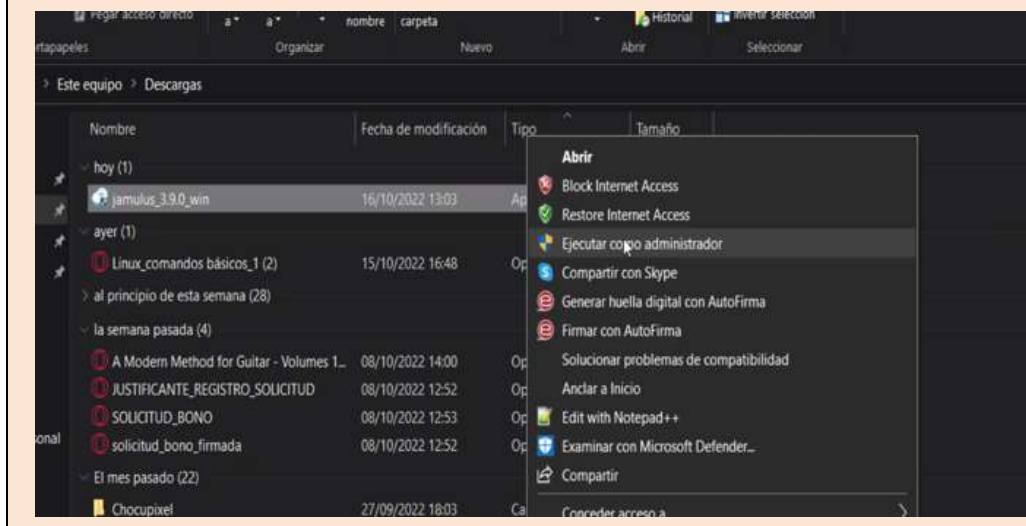 Pegar acceso directo
nombre carpeta
Historial
Invertir selección
rtapapeles Organizar Nuevo Abrir Seleccionar
> Este equipo > Descargas
Nombre Fecha de modificación Tipo Tamaño
hoy (1)
jamulus_3.9.0_win 16/10/2022 13:03 Ap
ayer (1)
Linux_comandos básicos_1 (2) 15/10/2022 16:48 Op
al principio de esta semana (28)
la semana pasada (4)
A Modern Method for Guitar - Volumes 1... 08/10/2022 14:00 Op
JUSTIFICANTE_REGISTRO_SOLICITUD 08/10/2022 12:52 Op
SOLICITUD_BONO 08/10/2022 12:53 Op
solicitud_bono_firmada 08/10/2022 12:52 Op
sonal
El mes pasado (22)
Chocupixel 27/09/2022 18:03 Ca
Abrir
Block Internet Access
Restore Internet Access
Ejecutar como administrador
Compartir con Skype
Generar huella digital con AutoFirma
Firmar con AutoFirma
Solucionar problemas de compatibilidad
Anclar a Inicio
Edit with Notepad++
Examinar con Microsoft Defender...
Compartir
Conceder acceso a